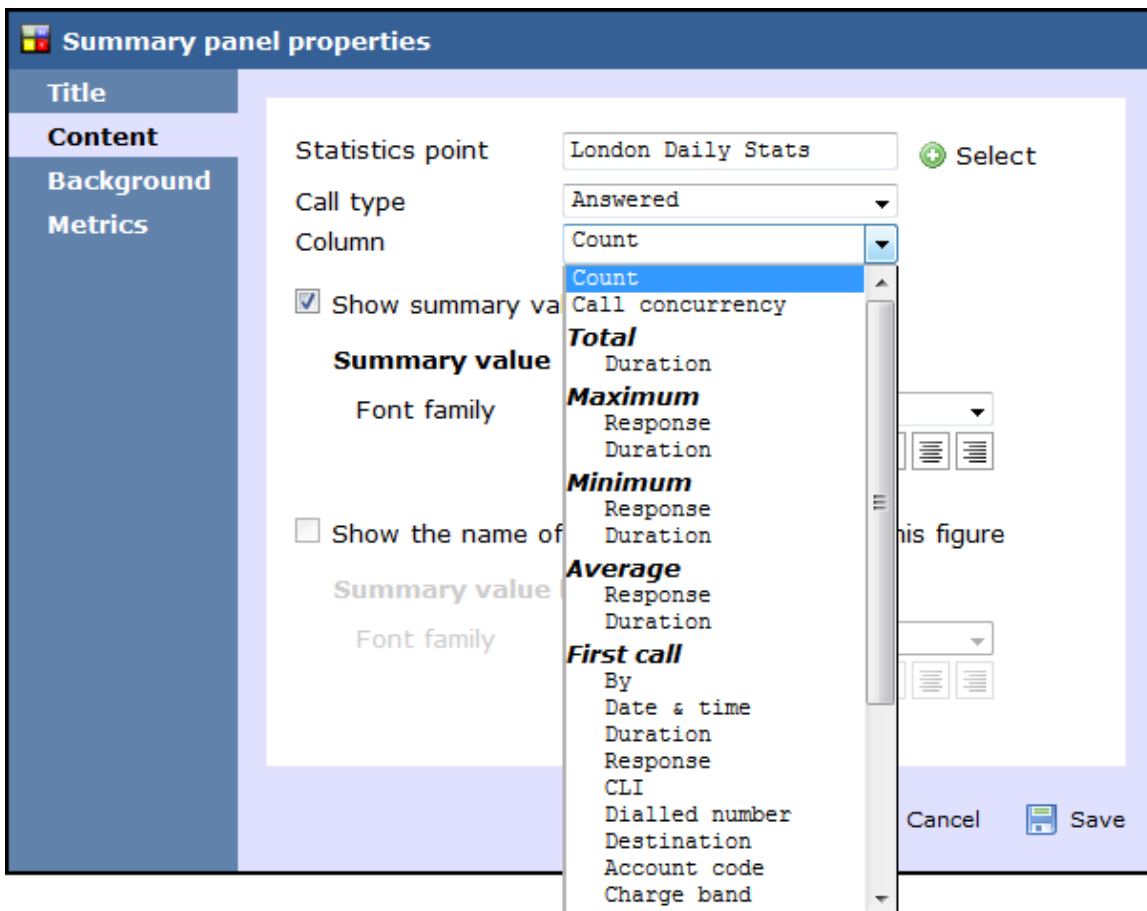 Summary panel properties
Title
Content
Background
Metrics
Statistics point London Daily Stats Select
Call type Answered
Column Count
Count
Show summary va Call concurrency
Total
Summary value Duration
Maximum
Font family Response
Duration
Minimum
Response
Show the name of Duration his figure
Average
Summary value Response
Font family Duration
First call
By
Date & time
Duration
Response
CLI
Dialled number Cancel Save
Destination
Account code
Charge band